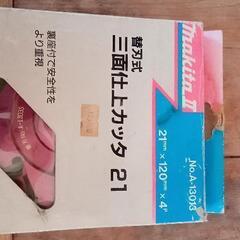 makita
替刃式
三面仕上カッタ 21
裏座付で安全性を
より重視
21mm×120mm×4P
No.A-13013